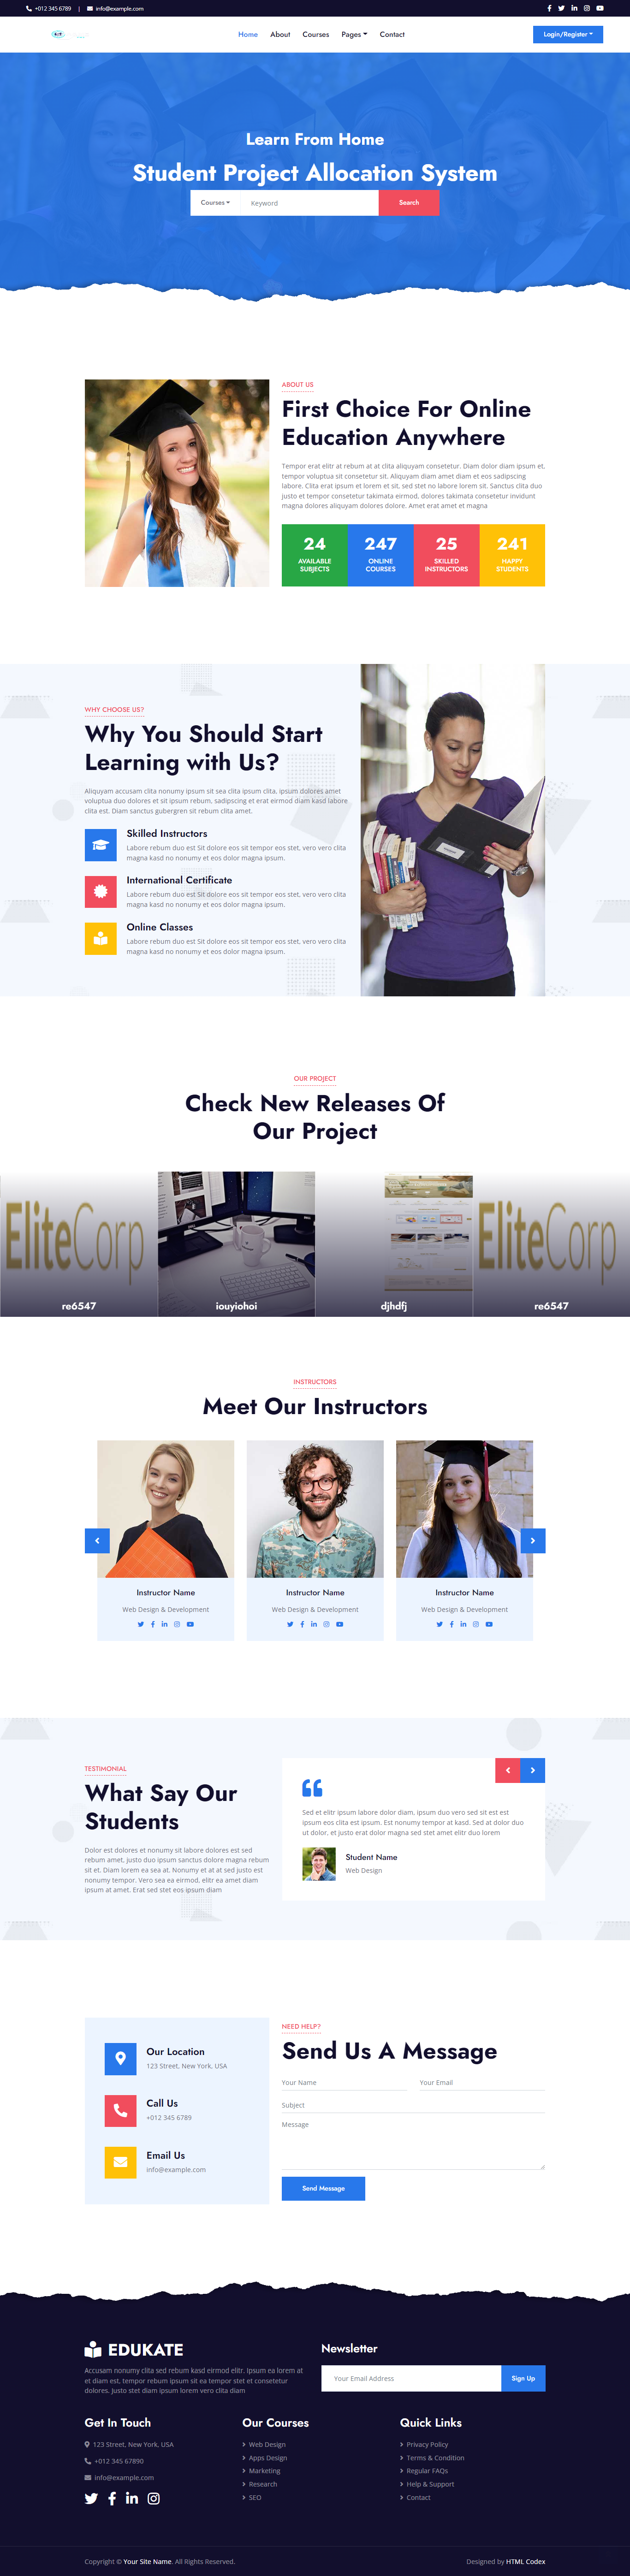 +012 345 6789 | info@example.com
Home About Courses Pages Contact Login/Register
Learn From Home
Student Project Allocation System
Courses Keyword Search
ABOUT US
First Choice For Online
Education Anywhere
Tempor erat elitr at rebum at at clita aliquyam consetetur. Diam dolor diam ipsum et,
tempor voluptua sit consetetur sit. Aliquyam diam amet diam et eos sadipscing
labore. Clita erat ipsum et lorem et sit, sed stet no labore lorem sit. Sanctus clita duo
justo et tempor consetetur takimata eirmod, dolores takimata consetetur invidunt
magna dolores aliquyam dolores dolore. Amet erat amet et magna
24 247 25 241
AVAILABLE ONLINE SKILLED HAPPY
SUBJECTS COURSES INSTRUCTORS STUDENTS
WHY CHOOSE US?
Why You Should Start
Learning with Us?
Aliquyam accusam clita nonumy ipsum sit sea clita ipsum clita, ipsum dolores amet
voluptua duo dolores et sit ipsum rebum, sadipscing et erat eirmod diam kasd labore
clita est. Diam sanctus gubergren sit rebum clita amet.
Skilled Instructors
Labore rebum duo est Sit dolore eos sit tempor eos stet, vero vero clita
magna kasd no nonumy et eos dolor magna ipsum.
International Certificate
Labore rebum duo est Sit dolore eos sit tempor eos stet, vero vero clita
magna kasd no nonumy et eos dolor magna ipsum.
Online Classes
Labore rebum duo est Sit dolore eos sit tempor eos stet, vero vero clita
magna kasd no nonumy et eos dolor magna ipsum.
OUR PROJECT
Check New Releases Of
Our Project
EliteCorp EliteCorp
re6547 iouyiohoi djhdfj re6547
INSTRUCTORS
Meet Our Instructors
Instructor Name Instructor Name Instructor Name
Web Design & Development Web Design & Development Web Design & Development
TESTIMONIAL
What Say Our
Students
Dolor est dolores et nonumy sit labore dolores est sed
rebum amet, justo duo ipsum sanctus dolore magna rebum
sit et. Diam lorem ea sea at. Nonumy et at at sed justo est
nonumy tempor. Vero sea ea eirmod, elitr ea amet diam
ipsum at amet. Erat sed stet eos ipsum diam
Sed et elitr ipsum labore dolor diam, ipsum duo vero sed sit est est
ipsum eos clita est ipsum. Est nonumy tempor at kasd. Sed at dolor duo
ut dolor, et justo erat dolor magna sed stet amet elitr duo lorem
Student Name
Web Design
Our Location
123 Street, New York, USA
Call Us
+012 345 6789
Email Us
info@example.com
NEED HELP?
Send Us A Message
Your Name Your Email
Subject
Message
Send Message
EDUKATE
Accusam nonumy clita sed rebum kasd eirmod elitr. Ipsum ea lorem at
et diam est, tempor rebum ipsum sit ea tempor stet et consetetur
dolores. Justo stet diam ipsum lorem vero clita diam
Newsletter
Your Email Address Sign Up
Get In Touch
123 Street, New York, USA
+012 345 67890
info@example.com
Our Courses
Web Design
Apps Design
Marketing
Research
SEO
Quick Links
Privacy Policy
Terms & Condition
Regular FAQs
Help & Support
Contact
Copyright © Your Site Name. All Rights Reserved. Designed by HTML Codex